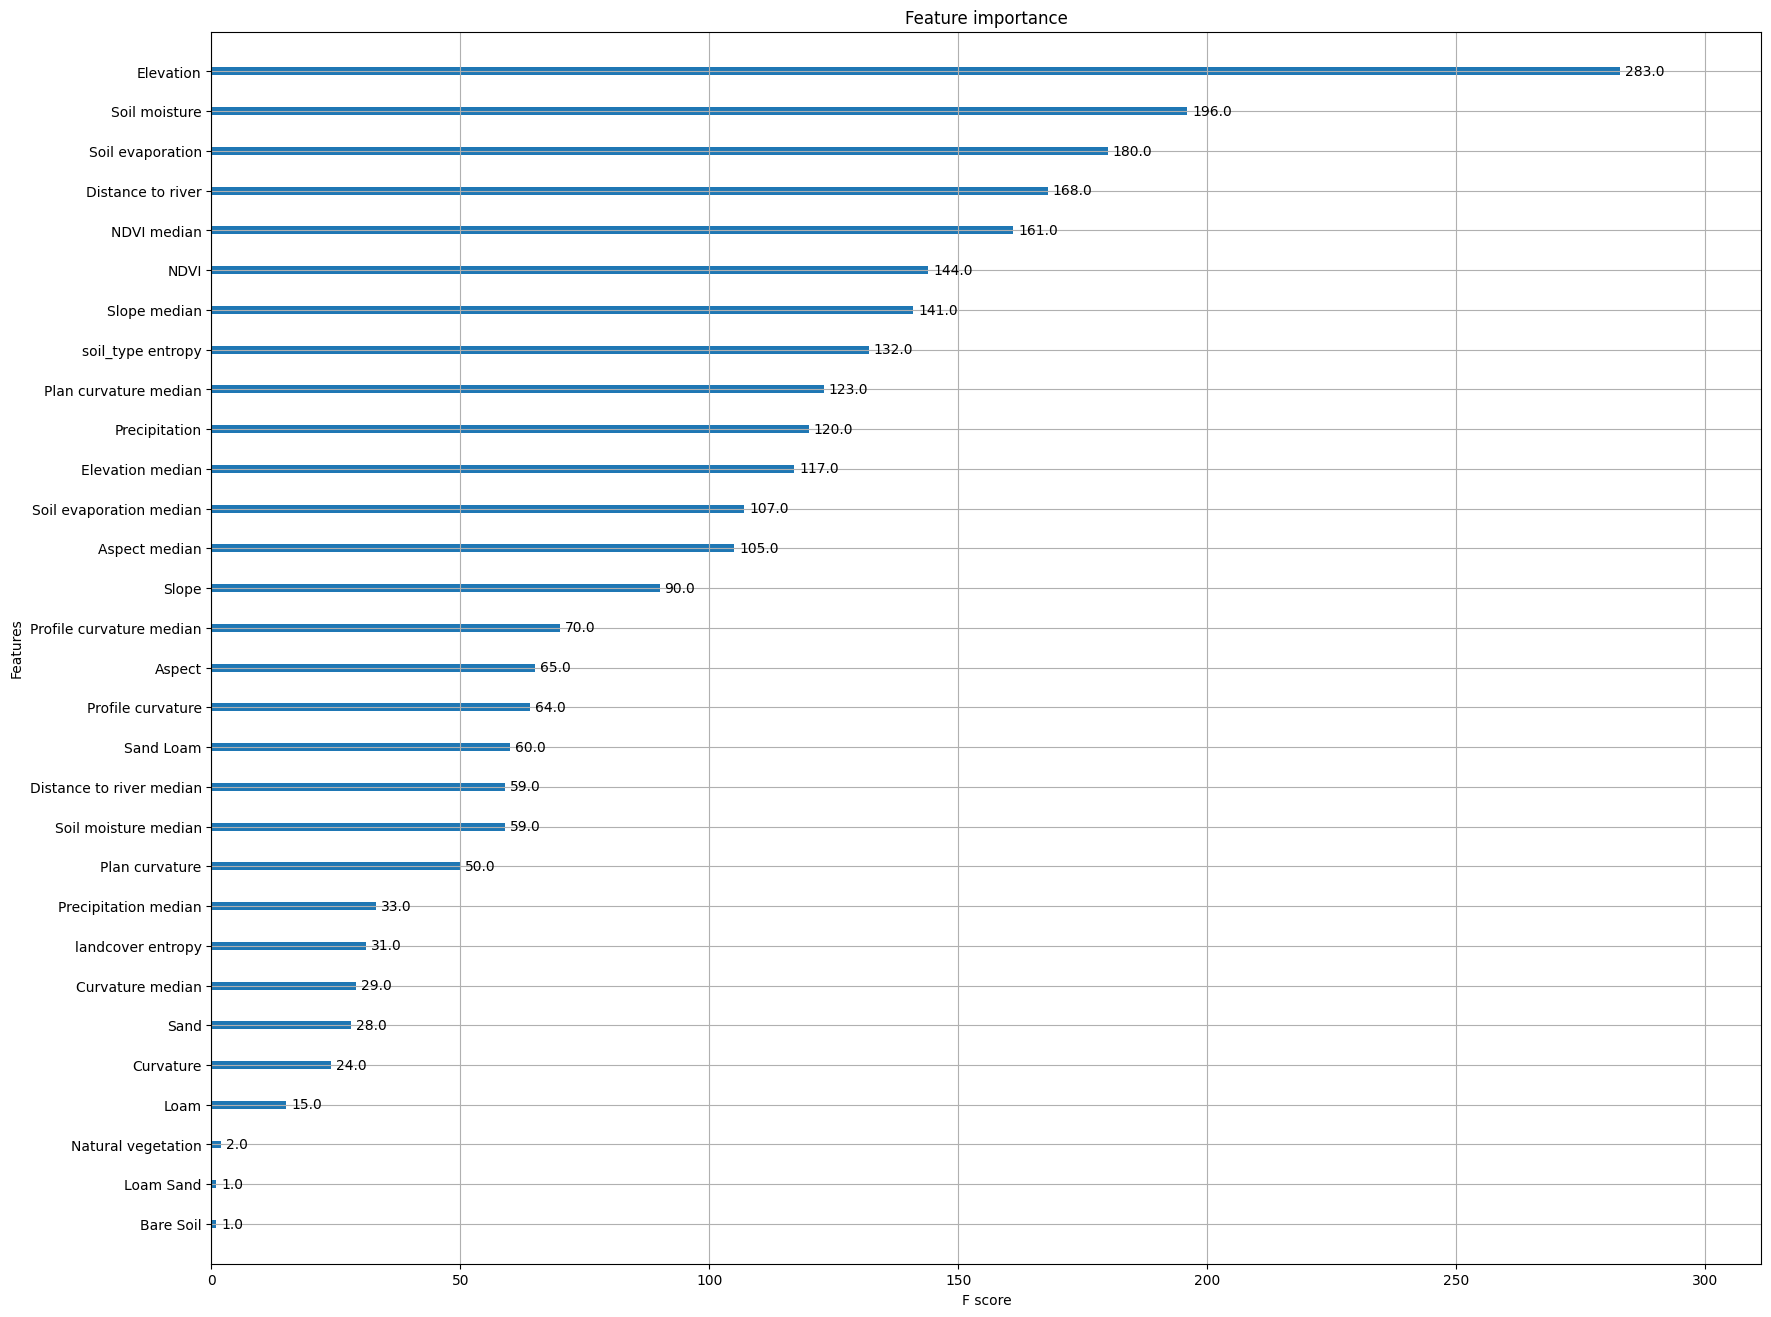 Feature importance
Features
Elevation 283.0
Soil moisture 196.0
Soil evaporation 180.0
Distance to river 168.0
NDVI median 161.0
NDVI 144.0
Slope median 141.0
soil_type entropy 132.0
Plan curvature median 123.0
Precipitation 120.0
Elevation median 117.0
Soil evaporation median 107.0
Aspect median 105.0
Slope 90.0
Profile curvature median 70.0
Aspect 65.0
Profile curvature 64.0
Sand Loam 60.0
Distance to river median 59.0
Soil moisture median 59.0
Plan curvature 50.0
Precipitation median 33.0
landcover entropy 31.0
Curvature median 29.0
Sand 28.0
Curvature 24.0
Loam 15.0
Natural vegetation 2.0
Loam Sand 1.0
Bare Soil 1.0
0 50 100 150 200 250 300
F score